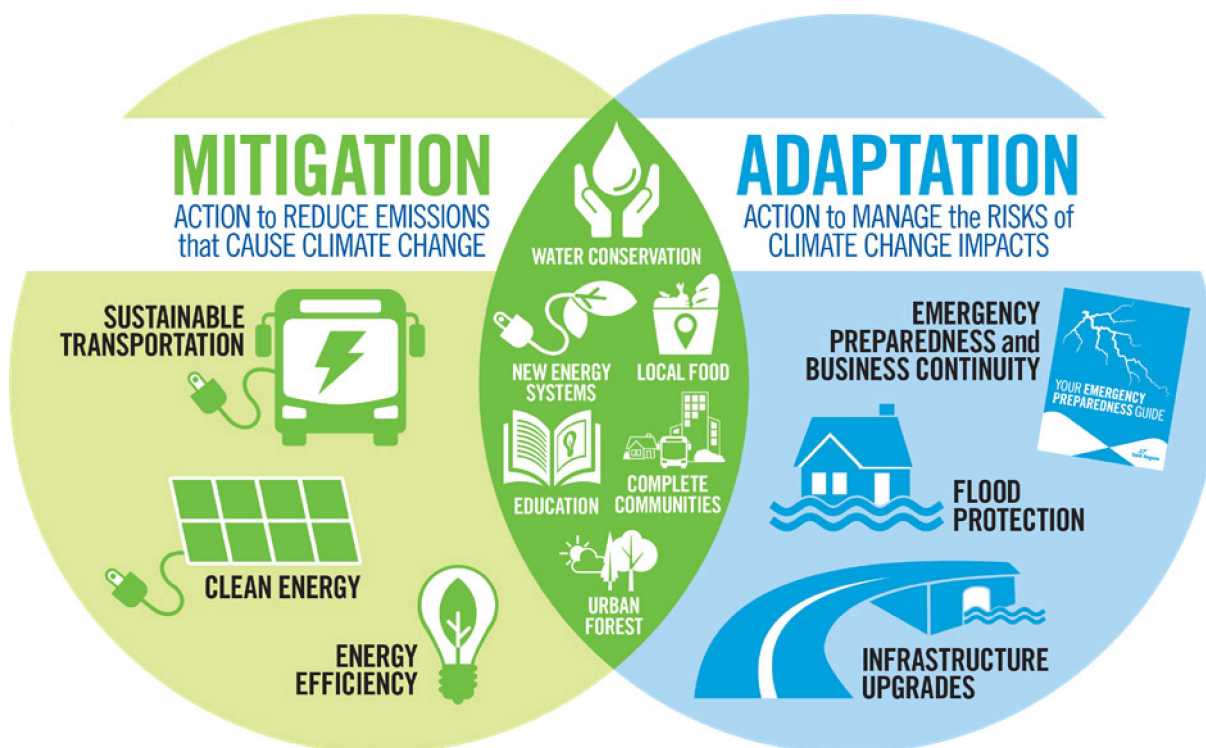 MITIGATION
ACTION to REDUCE EMISSIONS
that CAUSE CLIMATE CHANGE
SUSTAINABLE
TRANSPORTATION
CLEAN ENERGY
ENERGY
EFFICIENCY
WATER CONSERVATION
NEW ENERGY
SYSTEMS
LOCAL FOOD
EDUCATION
COMPLETE
COMMUNITIES
URBAN
FOREST
ADAPTATION
ACTION to MANAGE the RISKS of
CLIMATE CHANGE IMPACTS
EMERGENCY
PREPAREDNESS and
BUSINESS CONTINUITY
YOUR EMERGENCY
PREPAREDNESS GUIDE
York Region
FLOOD
PROTECTION
INFRASTRUCTURE
UPGRADES